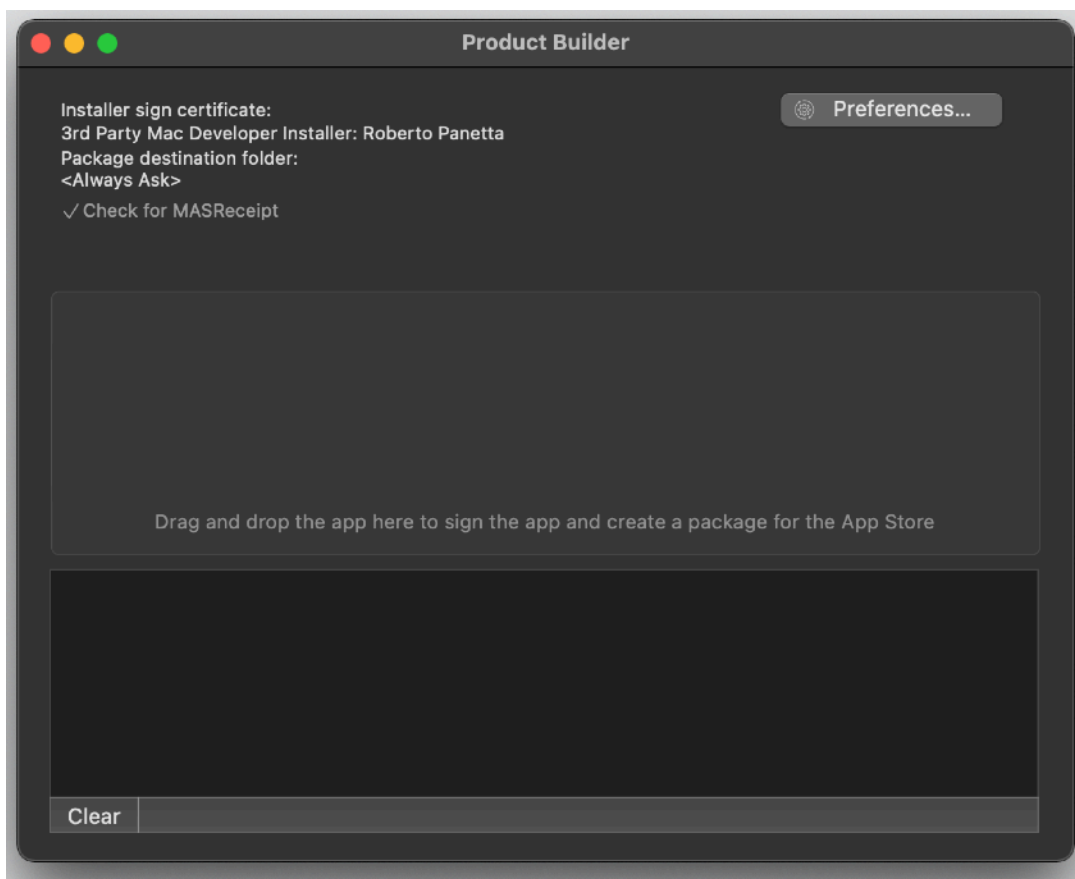 Product Builder
Installer sign certificate:
3rd Party Mac Developer Installer: Roberto Panetta
Package destination folder:
<Always Ask>
✓ Check for MASReceipt
Preferences...
Drag and drop the app here to sign the app and create a package for the App Store
Clear